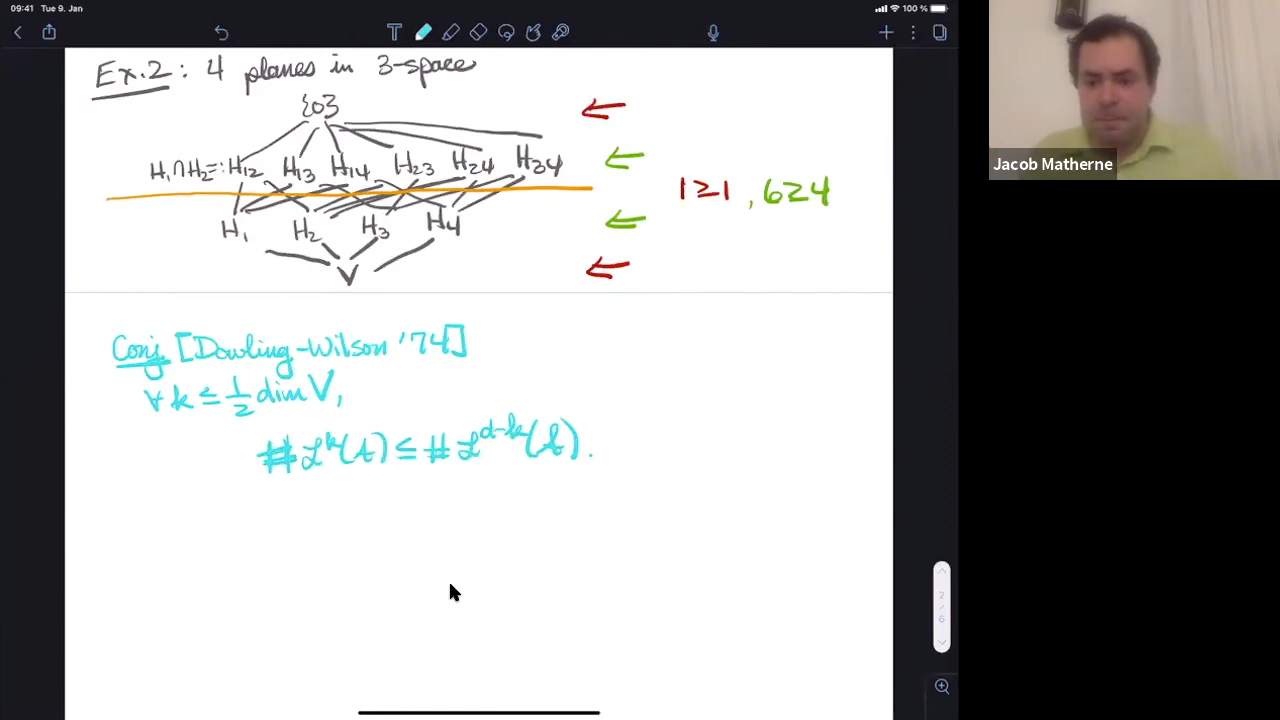 09:41 Tue 9. Jan
100 %
Jacob Matherne
Ex.2: 4 planes in 3-space
{0}
H₁∩H₂=:H₁₂ H₁₃ H₁₄ H₂₃ H₂₄ H₃₄
1≥1, 6≥4
H₁ H₂ H₃ H₄
V
Conj [Dowling-Wilson '74]
∀ k ≤ ½ dim V,
# ℒᵏ(A) ≤ # ℒᵈ⁻ᵏ(A).
2
/
6